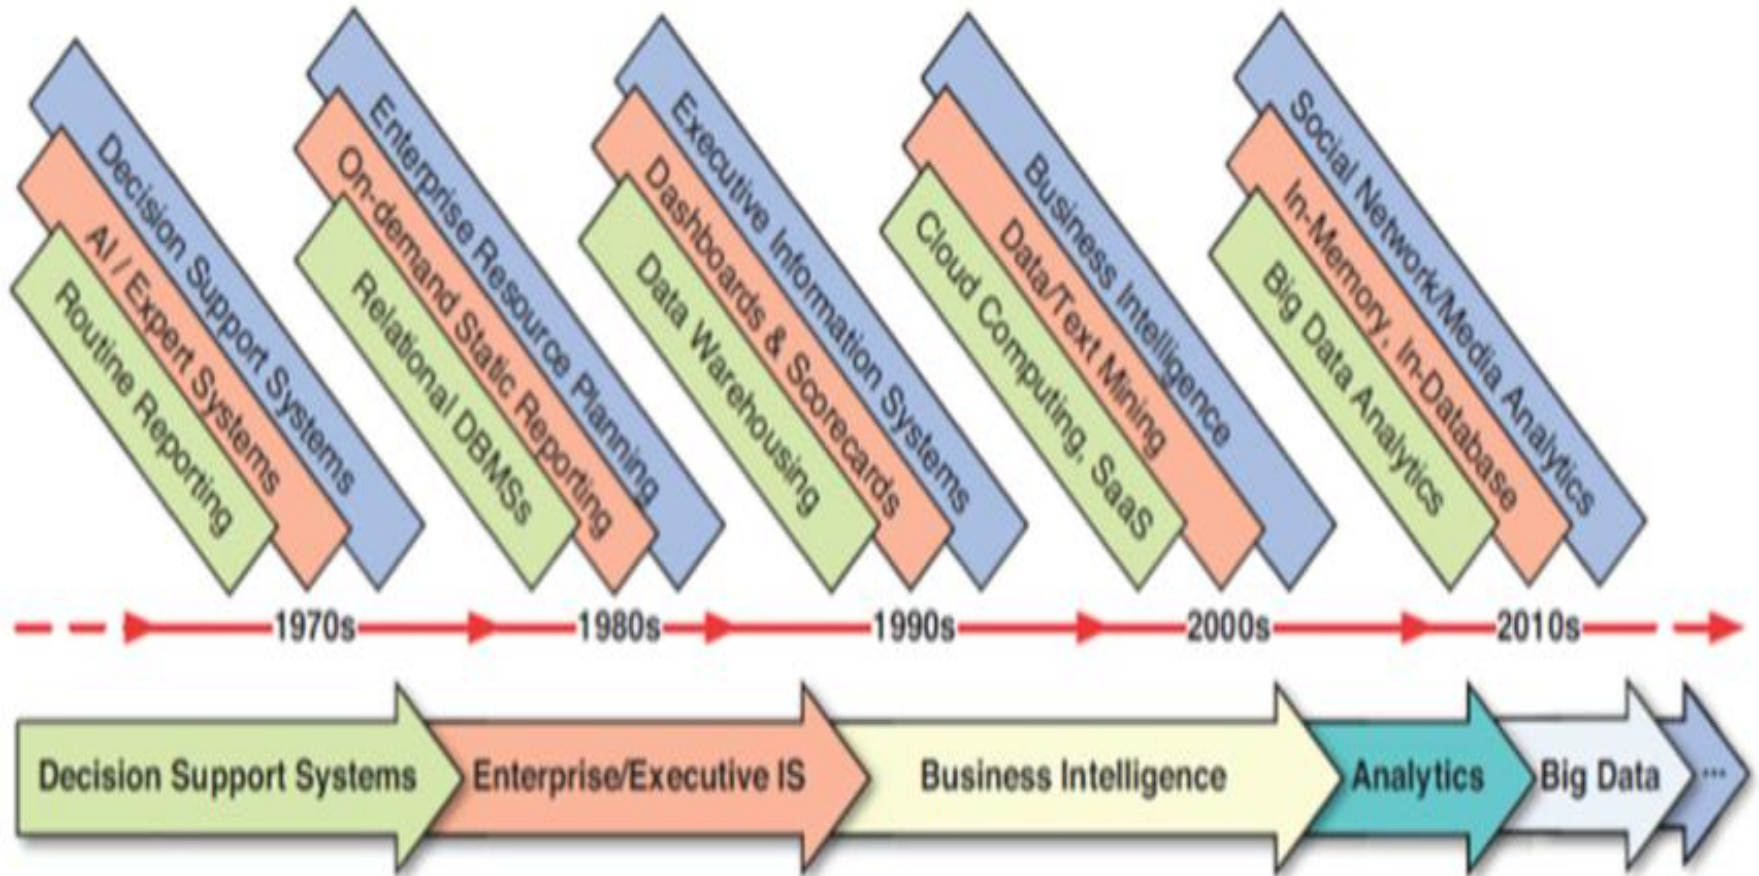 Decision Support Systems
AI / Expert Systems
Routine Reporting
Enterprise Resource Planning
On-demand Static Reporting
Relational DBMSs
Executive Information Systems
Dashboards & Scorecards
Data Warehousing
Business Intelligence
Data/Text Mining
Cloud Computing, SaaS
Social Network/Media Analytics
In-Memory, In-Database
Big Data Analytics
1970s
1980s
1990s
2000s
2010s
Decision Support Systems
Enterprise/Executive IS
Business Intelligence
Analytics
Big Data
...